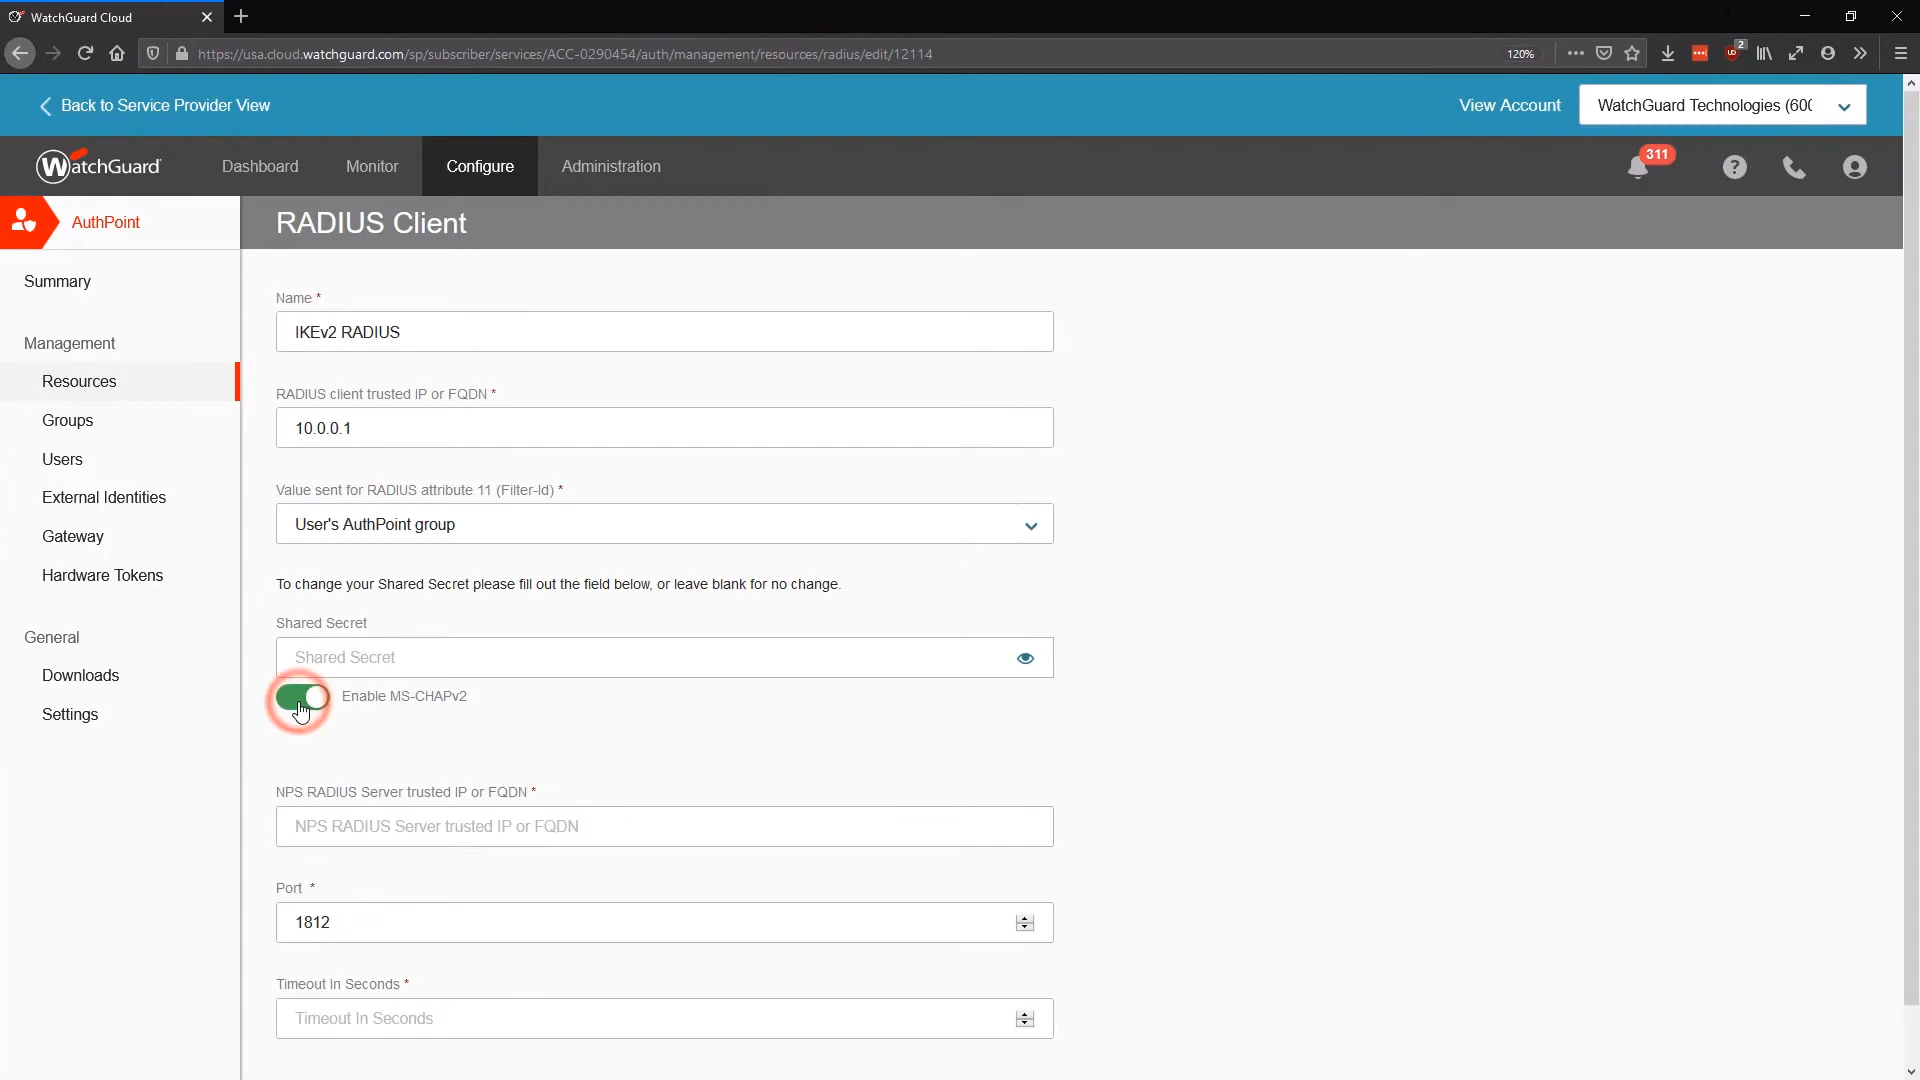 WatchGuard Cloud
https://usa.cloud.watchguard.com/sp/subscriber/services/ACC-0290454/auth/management/resources/radius/edit/12114
120%
2
Back to Service Provider View
View Account
WatchGuard Technologies (600
WatchGuard
Dashboard
Monitor
Configure
Administration
311
AuthPoint
RADIUS Client
Summary
Management
Resources
Groups
Users
External Identities
Gateway
Hardware Tokens
General
Downloads
Settings
Name *
IKEv2 RADIUS
RADIUS client trusted IP or FQDN *
10.0.0.1
Value sent for RADIUS attribute 11 (Filter-Id) *
User's AuthPoint group
To change your Shared Secret please fill out the field below, or leave blank for no change.
Shared Secret
Shared Secret
Enable MS-CHAPv2
NPS RADIUS Server trusted IP or FQDN *
NPS RADIUS Server trusted IP or FQDN
Port *
1812
Timeout In Seconds *
Timeout In Seconds